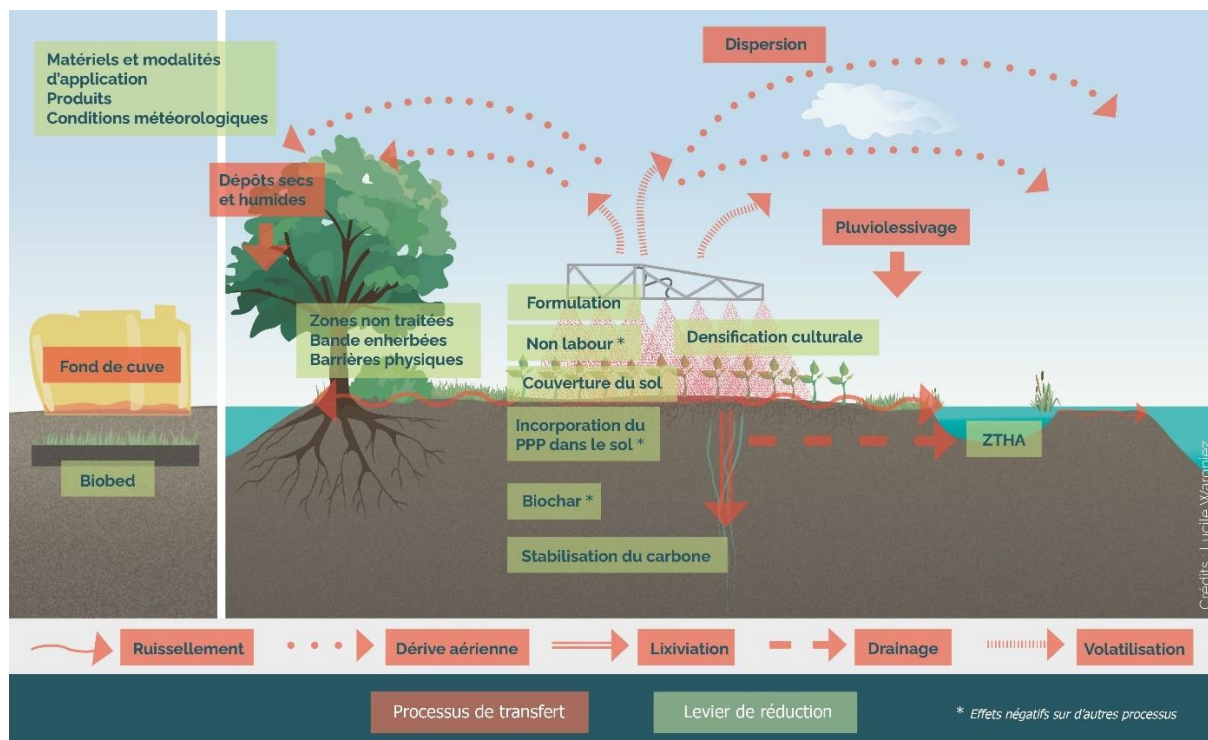 Matériels et modalités
d'application
Produits
Conditions météorologiques
Dispersion
Dépôts secs
et humides
Pluviolessivage
Formulation
Zones non traitées
Bande enherbées
Barrières physiques
Non labour *
Densification culturale
Fond de cuve
Couverture du sol
Incorporation du
PPP dans le sol *
ZTHA
Biobed
Biochar *
Stabilisation du carbone
Crédits : Lucile Wargniez
Ruissellement
Dérive aérienne
Lixiviation
Drainage
Volatilisation
Processus de transfert
Levier de réduction
* Effets négatifs sur d'autres processus